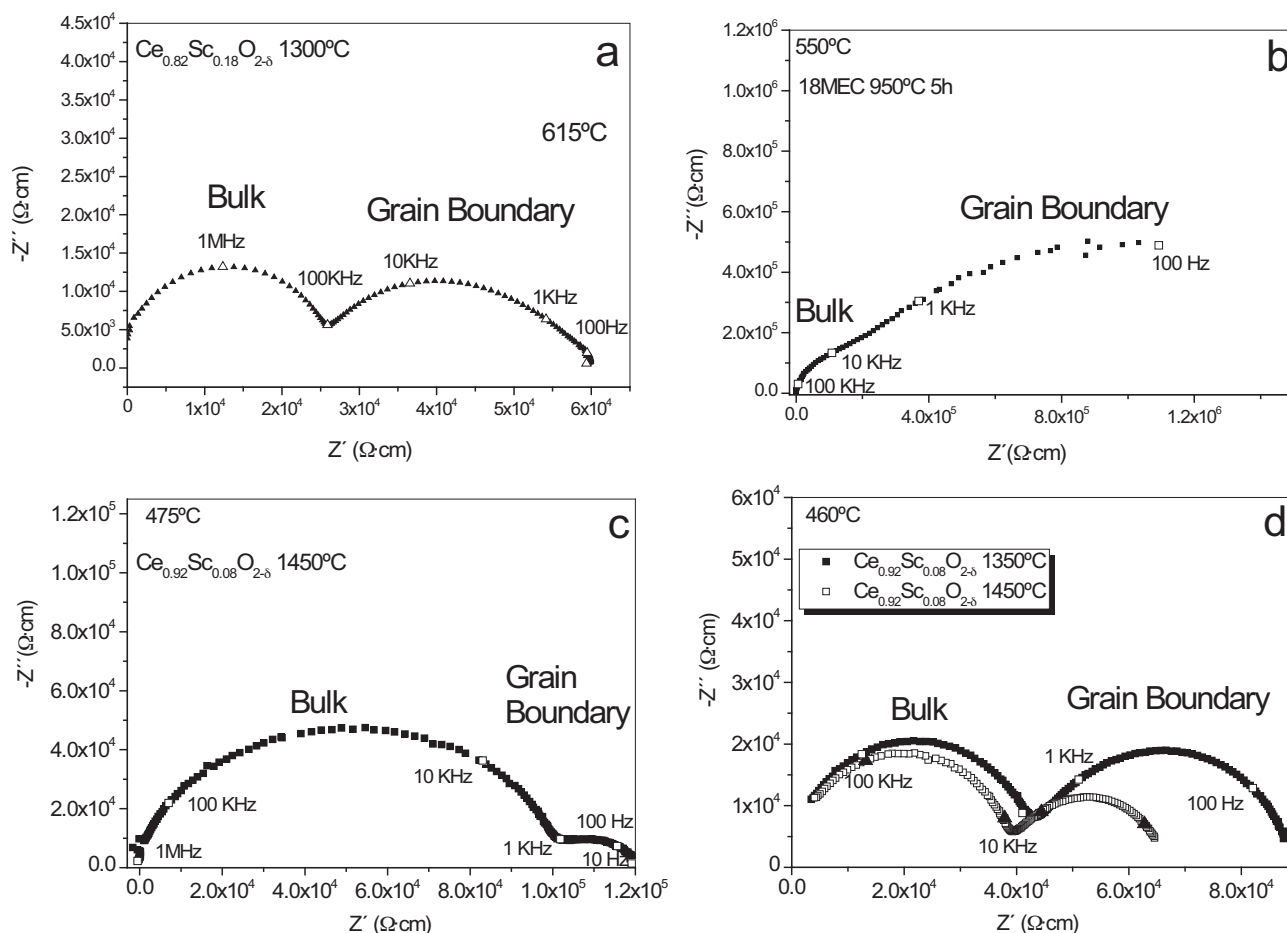 a
Ce0.82Sc0.18O2-δ 1300ºC
615ºC
Bulk
Grain Boundary
1MHz
100KHz
10KHz
1KHz
100Hz
4.5x10⁴
4.0x10⁴
3.5x10⁴
3.0x10⁴
2.5x10⁴
2.0x10⁴
1.5x10⁴
1.0x10⁴
5.0x10³
0.0
-Z´´ (Ω·cm)
0 1x10⁴ 2x10⁴ 3x10⁴ 4x10⁴ 5x10⁴ 6x10⁴
Z´ (Ω·cm)
b
550ºC
18MEC 950ºC 5h
Grain Boundary
Bulk
100 Hz
1 KHz
10 KHz
100 KHz
1.2x10⁶
1.0x10⁶
8.0x10⁵
6.0x10⁵
4.0x10⁵
2.0x10⁵
0.0
-Z´´(Ω·cm)
0.0 4.0x10⁵ 8.0x10⁵ 1.2x10⁶
Z´(Ω·cm)
c
475ºC
Ce0.92Sc0.08O2-δ 1450ºC
Bulk
Grain
Boundary
10 KHz
100 KHz
1MHz
1 KHz
100 Hz
10 Hz
1.2x10⁵
1.0x10⁵
8.0x10⁴
6.0x10⁴
4.0x10⁴
2.0x10⁴
0.0
-Z´´(Ω·cm)
0.0 2.0x10⁴ 4.0x10⁴ 6.0x10⁴ 8.0x10⁴ 1.0x10⁵ 1.2x10⁵
Z´ (Ω·cm)
d
460ºC
Ce0.92Sc0.08O2-δ 1350ºC
Ce0.92Sc0.08O2-δ 1450ºC
Bulk
Grain Boundary
1 KHz
100 KHz
100 Hz
10 KHz
6x10⁴
5x10⁴
4x10⁴
3x10⁴
2x10⁴
1x10⁴
0.0
-Z´´ (Ω·cm)
0.0 2.0x10⁴ 4.0x10⁴ 6.0x10⁴ 8.0x10⁴
Z´ (Ω·cm)